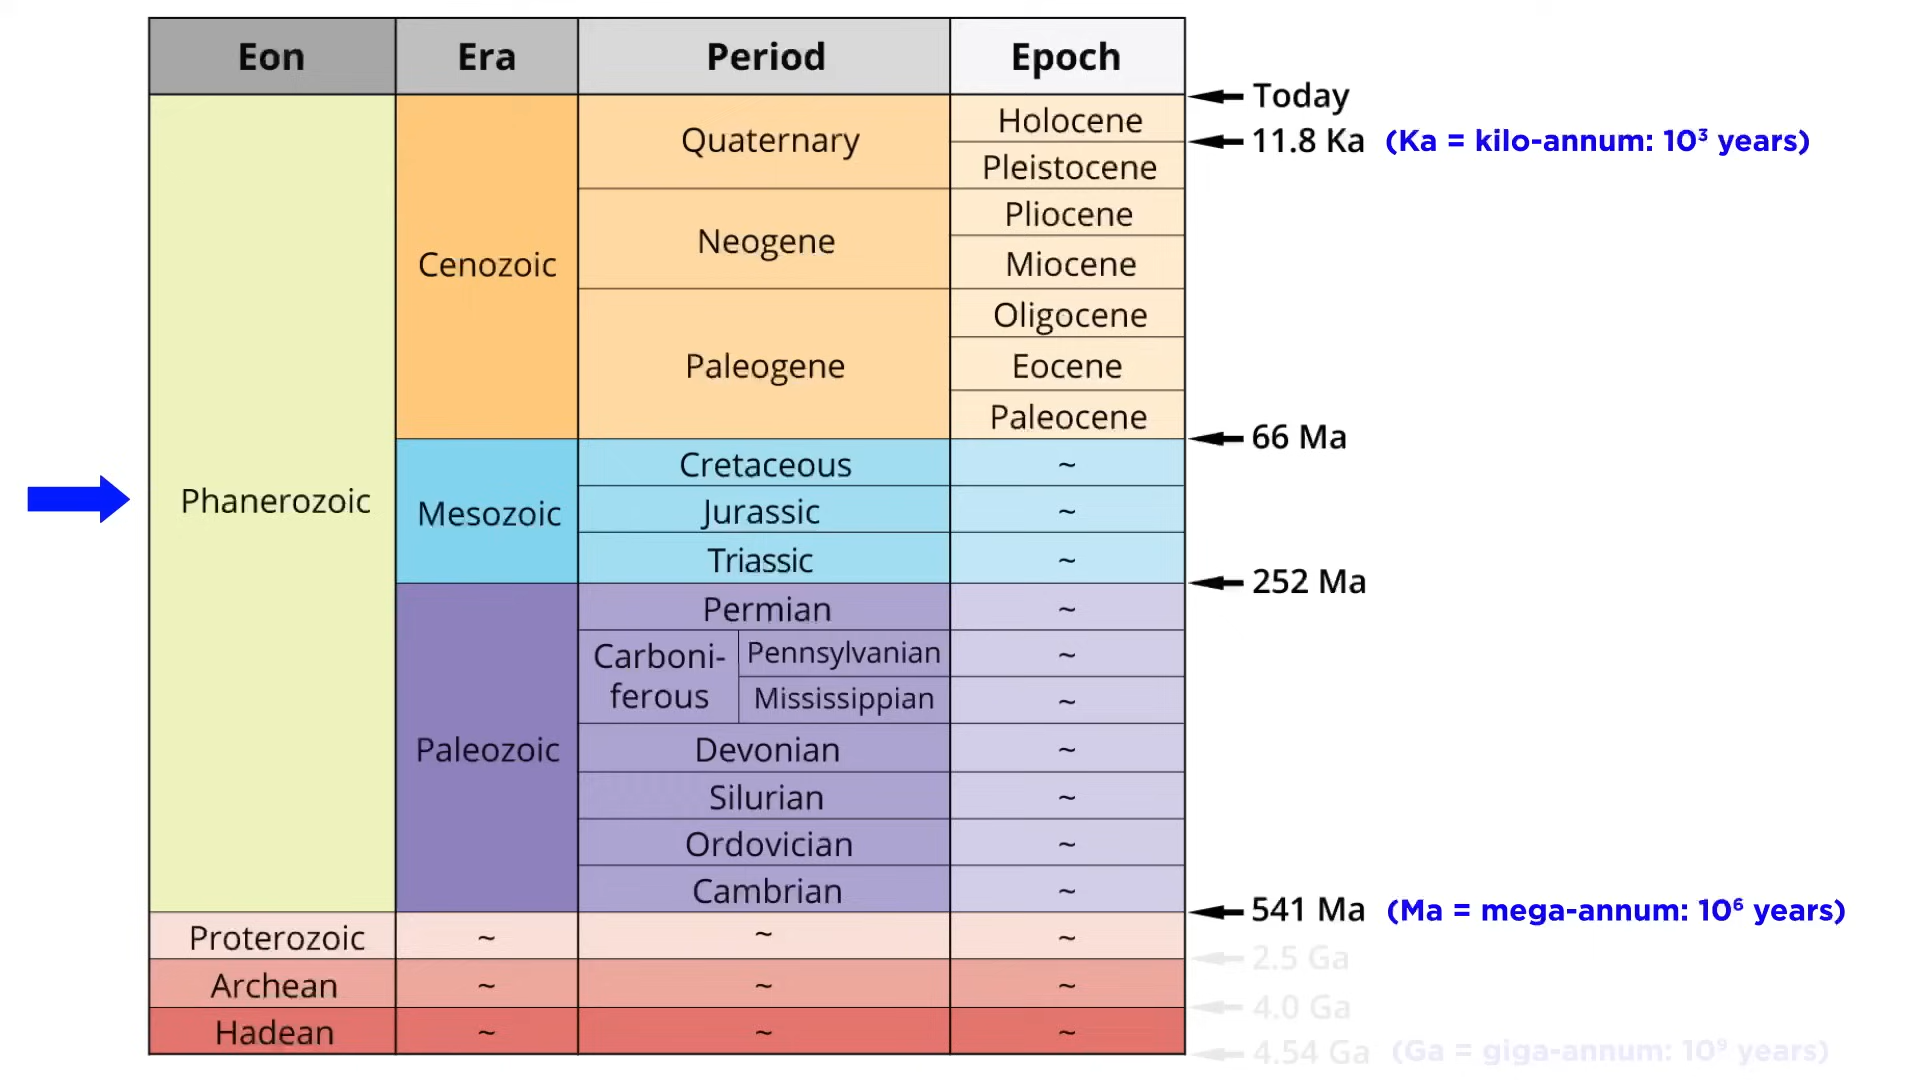 Eon Era Period Epoch
Today
Holocene
11.8 Ka (Ka = kilo-annum: 10³ years)
Quaternary
Pleistocene
Pliocene
Neogene
Miocene
Cenozoic
Oligocene
Paleogene
Eocene
Paleocene
66 Ma
Cretaceous ~
Phanerozoic
Mesozoic
Jurassic ~
Triassic ~
252 Ma
Permian ~
Carboni-
ferous
Pennsylvanian ~
Mississippian ~
Paleozoic
Devonian ~
Silurian ~
Ordovician ~
Cambrian ~
541 Ma (Ma = mega-annum: 10⁶ years)
Proterozoic ~ ~ ~
2.5 Ga
Archean ~ ~ ~
4.0 Ga
Hadean ~ ~ ~
4.54 Ga (Ga = giga-annum: 10⁹ years)